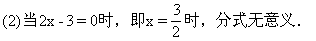 (2)当2x - 3 = 0时，即x = 3/2时，分式无意义．